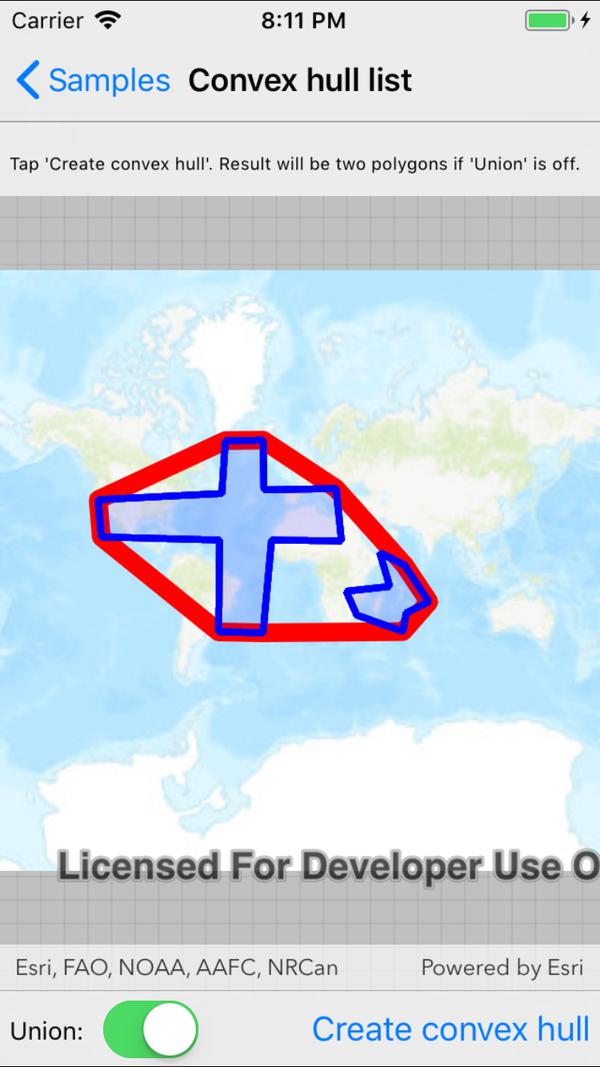 Carrier 8:11 PM
Samples Convex hull list
Tap 'Create convex hull'. Result will be two polygons if 'Union' is off.
Licensed For Developer Use O
Esri, FAO, NOAA, AAFC, NRCan Powered by Esri
Union: Create convex hull